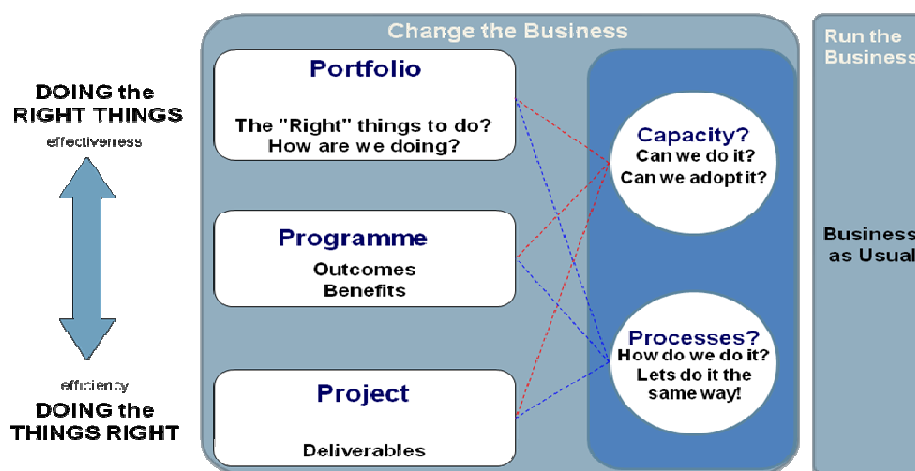 Change the Business
Run the
Business
DOING the
RIGHT THINGS
effectiveness
Portfolio
The "Right" things to do?
How are we doing?
Capacity?
Can we do it?
Can we adopt it?
Programme
Outcomes
Benefits
Business
as Usual
Processes?
How do we do it?
Lets do it the
same way!
efficiency
DOING the
THINGS RIGHT
Project
Deliverables